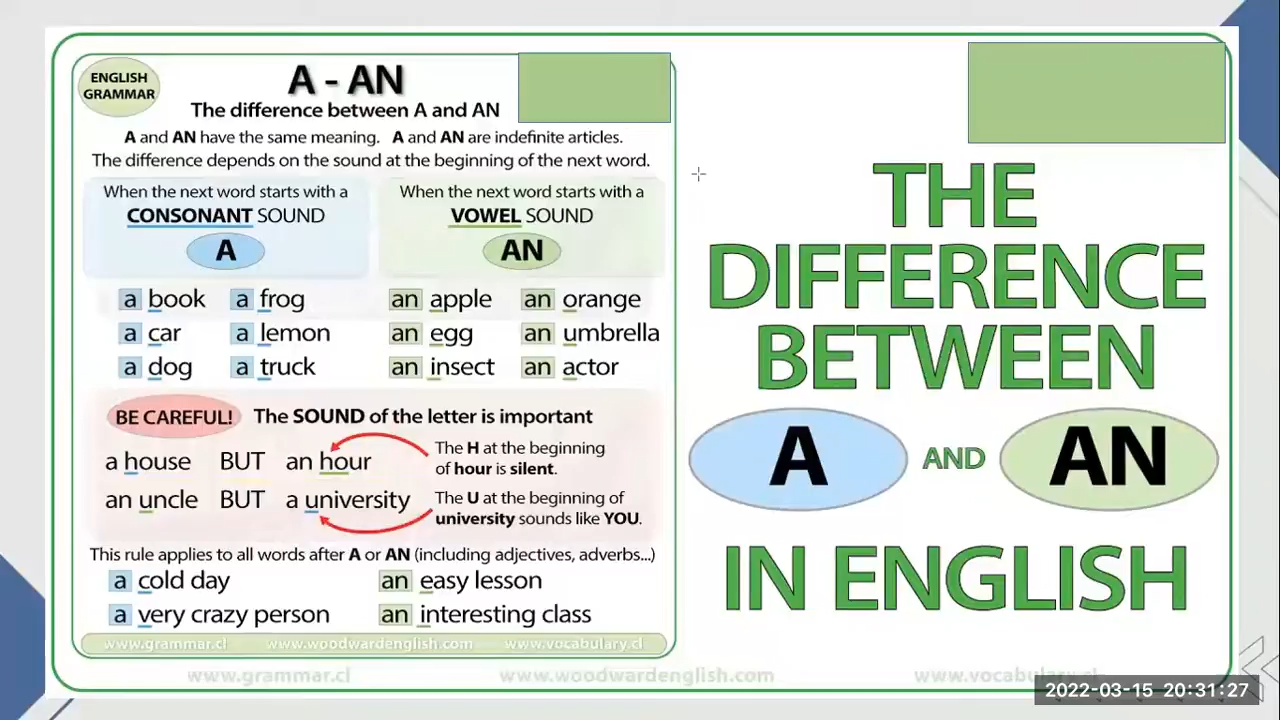 ENGLISH
GRAMMAR
A - AN
The difference between A and AN
A and AN have the same meaning. A and AN are indefinite articles.
The difference depends on the sound at the beginning of the next word.
When the next word starts with a
CONSONANT SOUND
A
When the next word starts with a
VOWEL SOUND
AN
a book a frog
a car a lemon
a dog a truck
an apple an orange
an egg an umbrella
an insect an actor
BE CAREFUL! The SOUND of the letter is important
a house BUT an hour
The H at the beginning
of hour is silent.
an uncle BUT a university
The U at the beginning of
university sounds like YOU.
This rule applies to all words after A or AN (including adjectives, adverbs...)
a cold day an easy lesson
a very crazy person an interesting class
www.grammar.cl www.woodwardenglish.com www.vocabulary.cl
THE
DIFFERENCE
BETWEEN
A AND AN
IN ENGLISH
www.grammar.cl www.woodwardenglish.com www.vocabulary.cl
2022-03-15 20:31:27